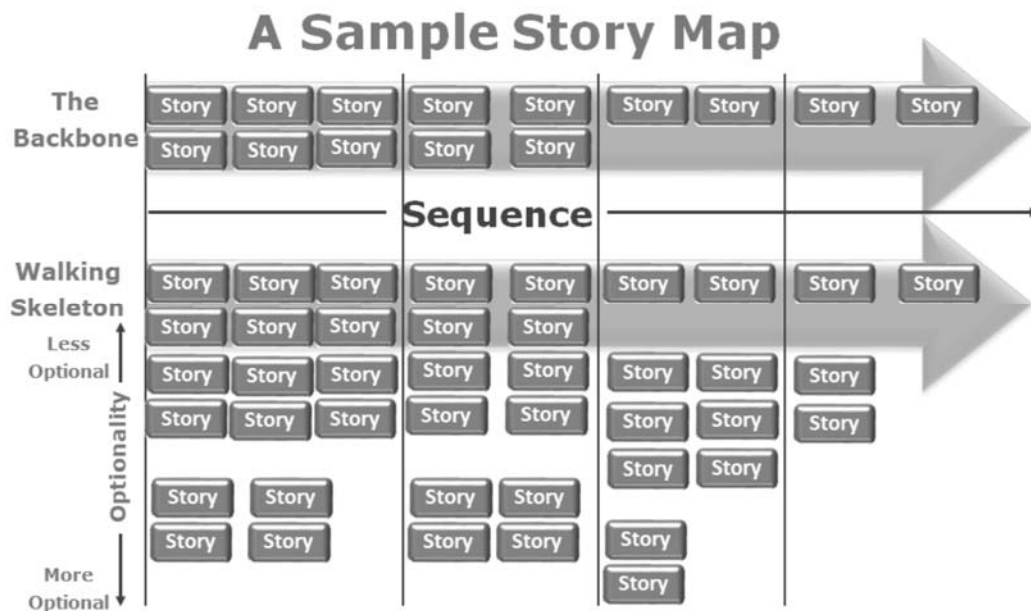 A Sample Story Map
The
Backbone
Story Story Story Story Story Story Story Story Story
Story Story Story Story Story
Sequence
Walking
Skeleton
Story Story Story Story Story Story Story Story Story
Story Story Story Story Story
Less
Optional
Story Story Story Story Story Story Story Story
Story Story Story Story Story Story Story Story
Story Story
Optionality
Story Story Story Story
Story Story Story Story Story
More
Optional
Story